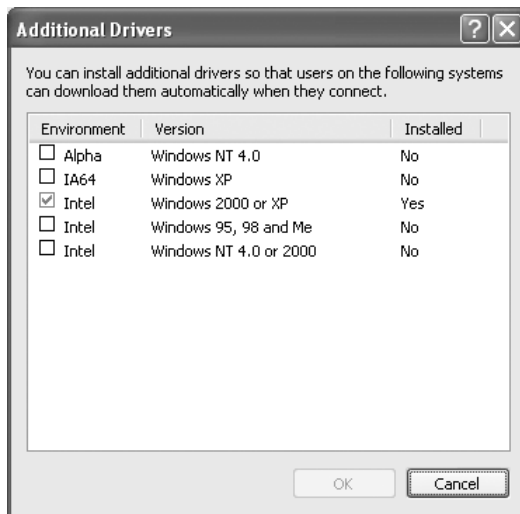 Additional Drivers
You can install additional drivers so that users on the following systems
can download them automatically when they connect.
Environment Version Installed
Alpha Windows NT 4.0 No
IA64 Windows XP No
Intel Windows 2000 or XP Yes
Intel Windows 95, 98 and Me No
Intel Windows NT 4.0 or 2000 No
OK Cancel